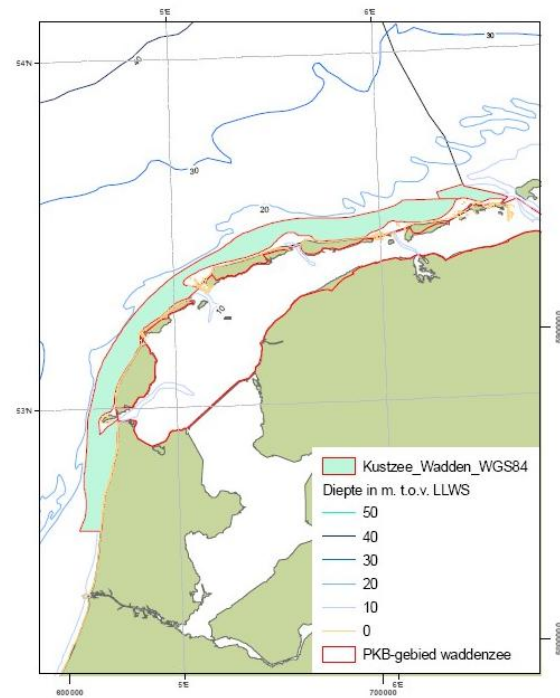 5°E 6°E
54°N
30
40
30
20
10
53°N
Kustzee_Wadden_WGS84
Diepte in m. t.o.v. LLWS
50
40
30
20
10
0
PKB-gebied waddenzee
600000 5°E 700000 6°E